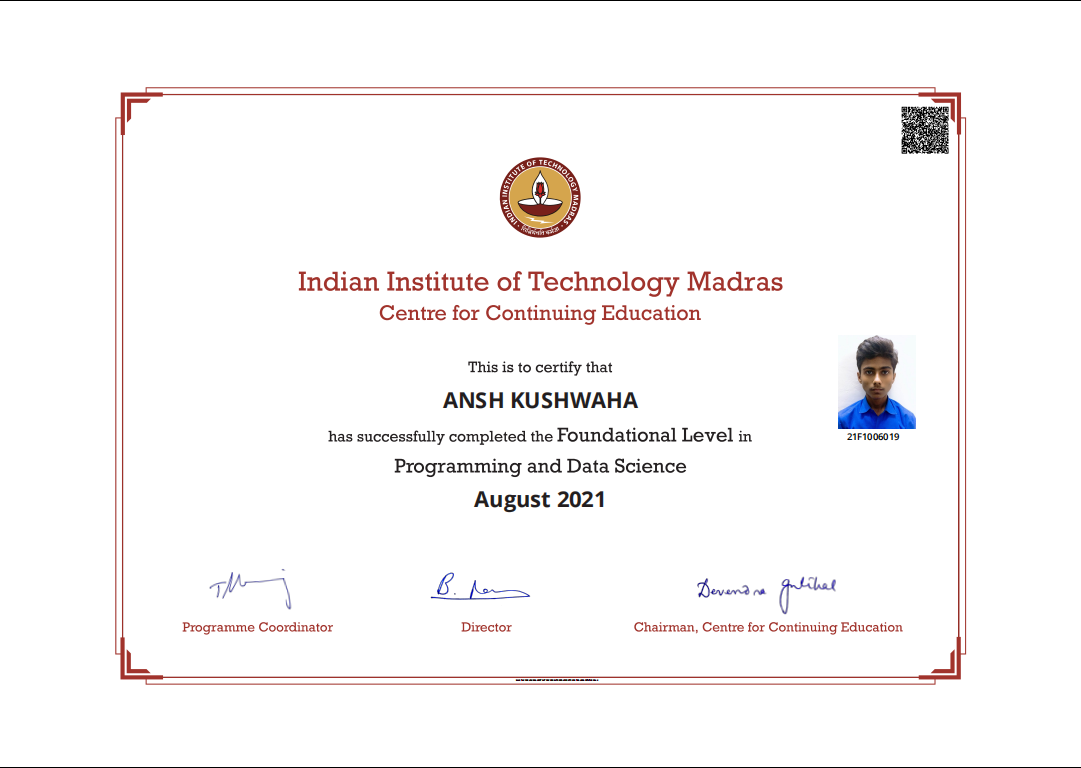 INDIAN INSTITUTE OF TECHNOLOGY MADRAS
Indian Institute of Technology Madras
Centre for Continuing Education
This is to certify that
ANSH KUSHWAHA
has successfully completed the Foundational Level in
Programming and Data Science
August 2021
21F1006019
B.
Devendra
Programme Coordinator
Director
Chairman, Centre for Continuing Education